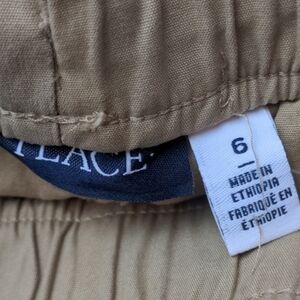 PLACE
6
MADE IN
ETHIOPIA
FABRIQUÉ EN
ÉTHIOPIE